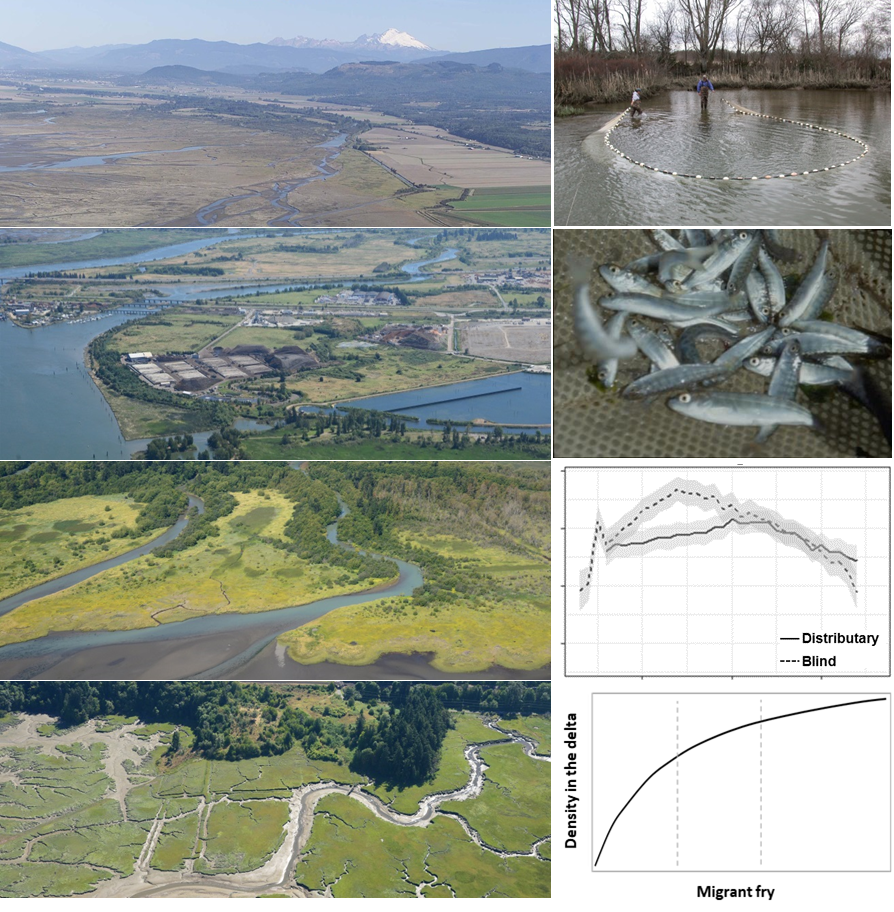 Distributary
Blind
Density in the delta
Migrant fry